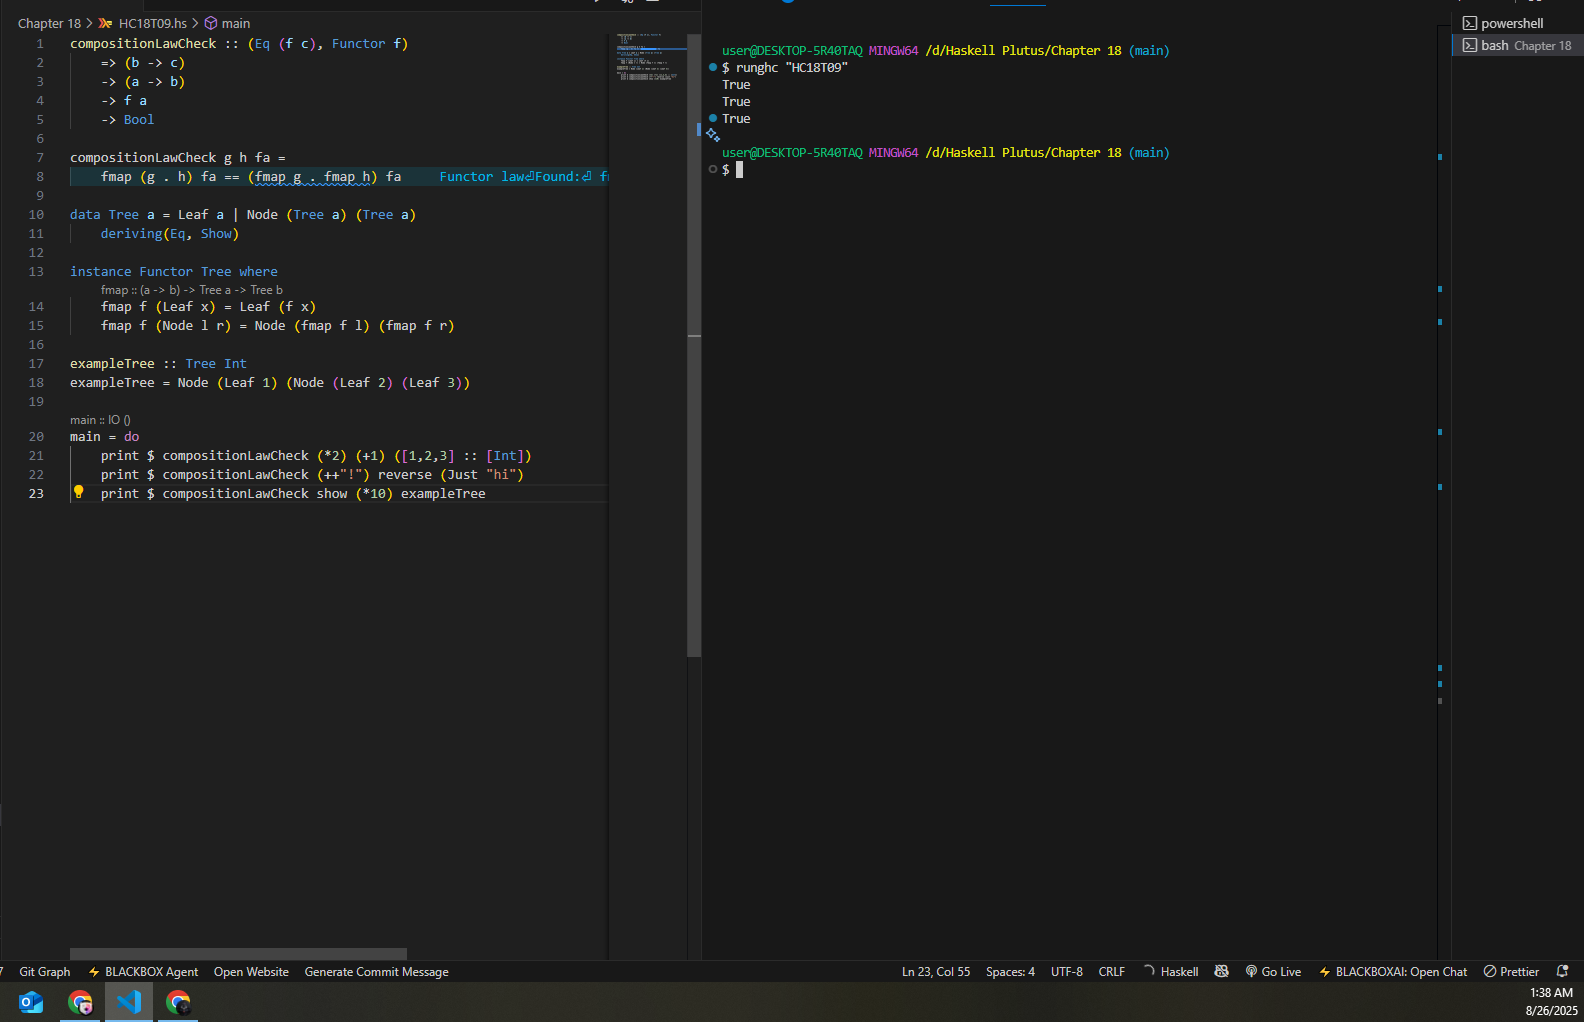 Chapter 18 > HC18T09.hs > main
1 compositionLawCheck :: (Eq (f c), Functor f)
2     => (b -> c)
3     -> (a -> b)
4     -> f a
5     -> Bool
6
7 compositionLawCheck g h fa =
8     fmap (g . h) fa == (fmap g . fmap h) fa     Functor law⏎Found:⏎ f
9
10 data Tree a = Leaf a | Node (Tree a) (Tree a)
11     deriving(Eq, Show)
12
13 instance Functor Tree where
fmap :: (a -> b) -> Tree a -> Tree b
14     fmap f (Leaf x) = Leaf (f x)
15     fmap f (Node l r) = Node (fmap f l) (fmap f r)
16
17 exampleTree :: Tree Int
18 exampleTree = Node (Leaf 1) (Node (Leaf 2) (Leaf 3))
19
main :: IO ()
20 main = do
21     print $ compositionLawCheck (*2) (+1) ([1,2,3] :: [Int])
22     print $ compositionLawCheck (++"!") reverse (Just "hi")
23     print $ compositionLawCheck show (*10) exampleTree
user@DESKTOP-5R40TAQ MINGW64 /d/Haskell Plutus/Chapter 18 (main)
$ runghc "HC18T09"
True
True
True
user@DESKTOP-5R40TAQ MINGW64 /d/Haskell Plutus/Chapter 18 (main)
$
powershell
bash Chapter 18
Git Graph BLACKBOX Agent Open Website Generate Commit Message Ln 23, Col 55 Spaces: 4 UTF-8 CRLF Haskell Go Live BLACKBOXAI: Open Chat Prettier
1:38 AM
8/26/2025